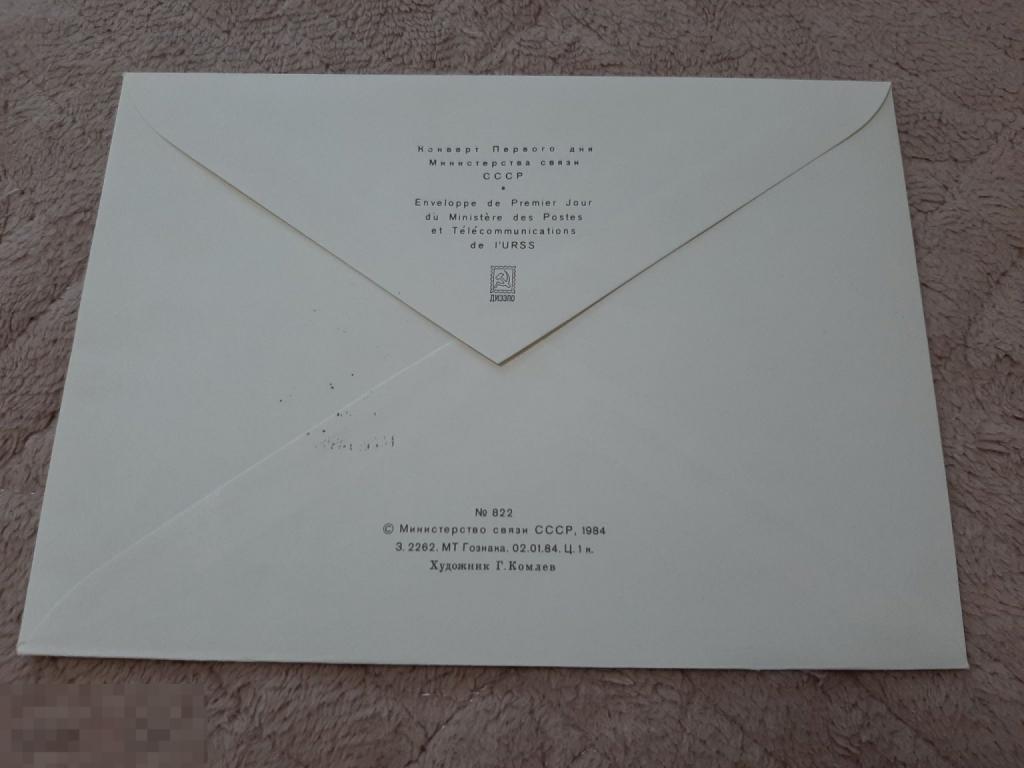 Конверт Первого дня
Министерства связи
СССР
Enveloppe de Premier Jour
du Ministère des Postes
et Télécommunications
de l'URSS
ДИЭЗПО
№ 822
© Министерство связи СССР, 1984
З. 2262. МТ Гознака. 02.01.84. Ц. 1 к.
Художник Г. Комлев